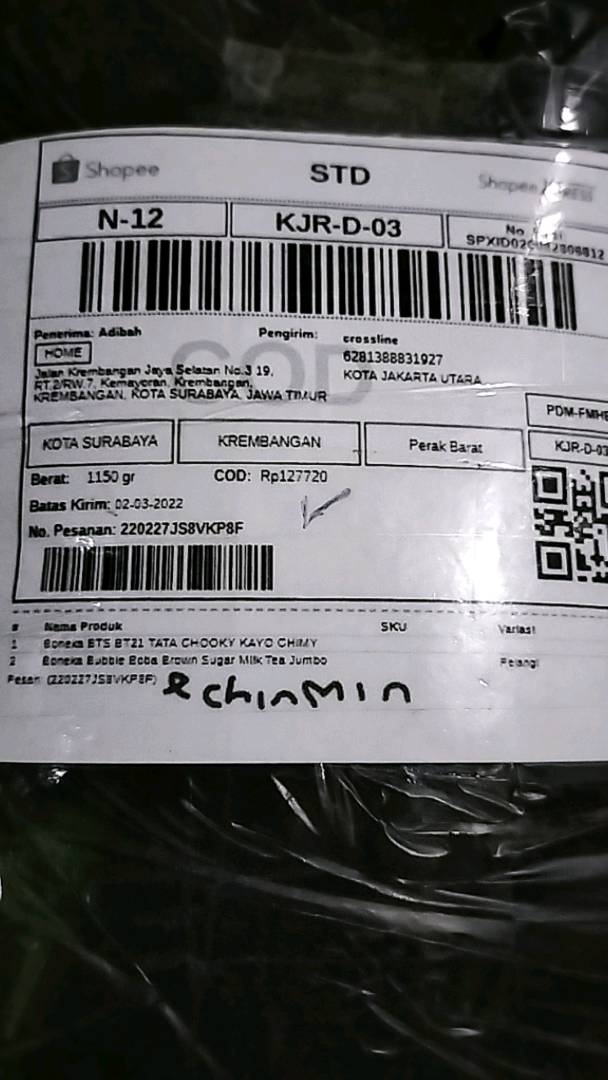 Shopee STD Shopee Xpress
N-12 KJR-D-03 No.
COD
Penerima: Adibah Pengirim: crossline
HOME 6281388831927
Jalan Krembangan Jaya Selatan No.3 19, KOTA JAKARTA UTARA
RT.2/RW.7, Kemayoran, Krembangan,
KREMBANGAN, KOTA SURABAYA, JAWA TIMUR
PDM-FMHB
KOTA SURABAYA KREMBANGAN Perak Barat KJR-D-03
Berat: 1150 gr COD: Rp127720
Batas Kirim: 02-03-2022
No. Pesanan: 220227JS8VKP8F
# Nama Produk SKU Variasi
1 Boneka BTS BT21 TATA CHOOKY KAYO CHIMY
2 Boneka Bubble Boba Brown Sugar Milk Tea Jumbo Pelangi
Pesan: (220227JS8VKP8F) & chinmin